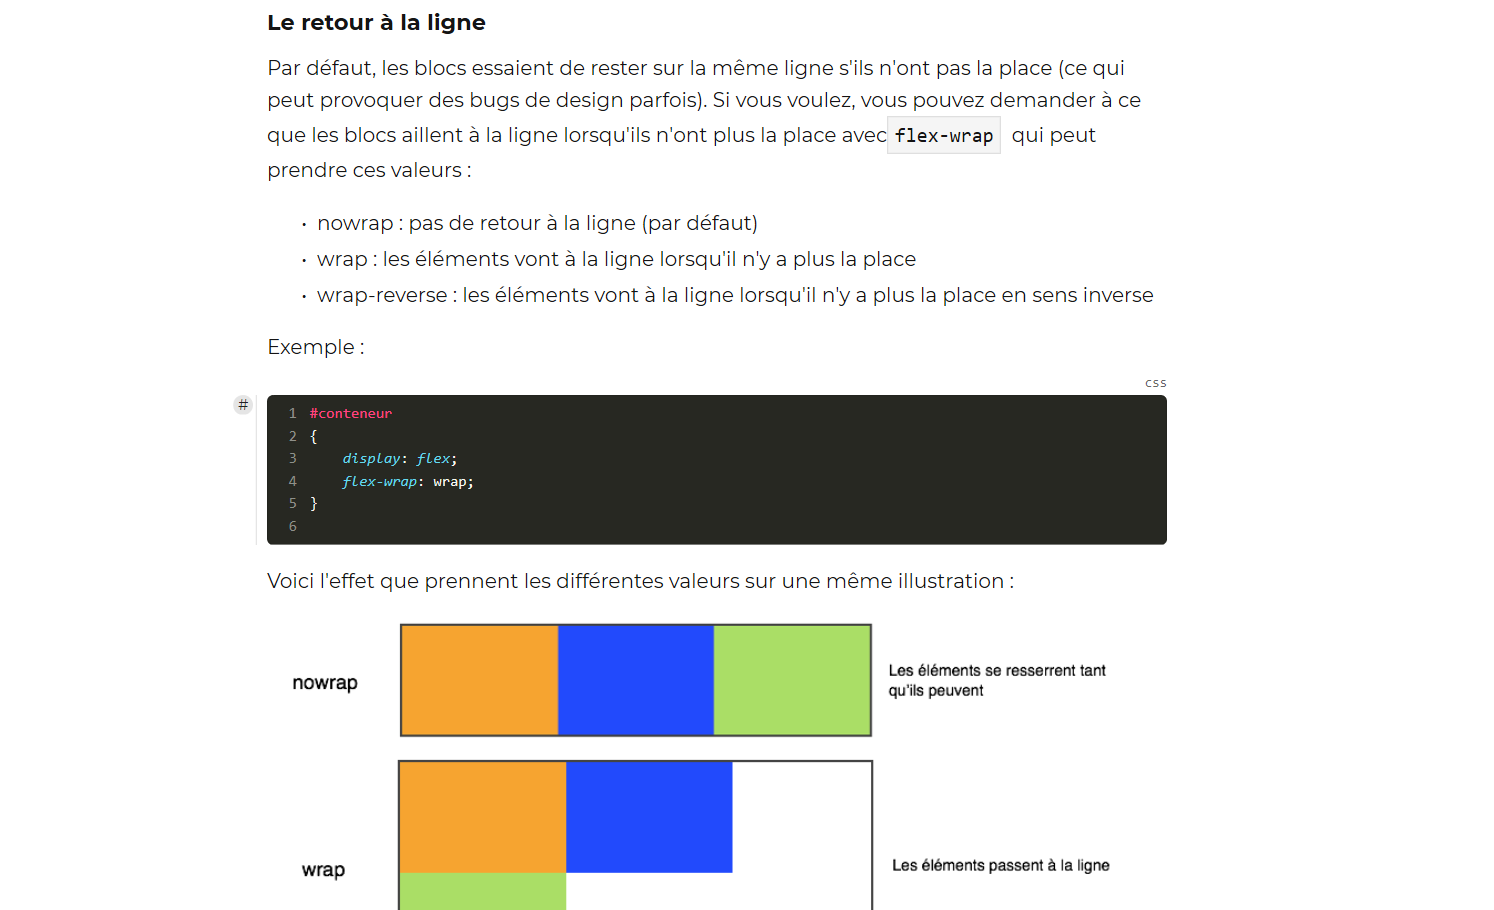 Le retour à la ligne
Par défaut, les blocs essaient de rester sur la même ligne s'ils n'ont pas la place (ce qui
peut provoquer des bugs de design parfois). Si vous voulez, vous pouvez demander à ce
que les blocs aillent à la ligne lorsqu'ils n'ont plus la place avec flex-wrap qui peut
prendre ces valeurs :
• nowrap : pas de retour à la ligne (par défaut)
• wrap : les éléments vont à la ligne lorsqu'il n'y a plus la place
• wrap-reverse : les éléments vont à la ligne lorsqu'il n'y a plus la place en sens inverse
Exemple :
css
#
1 #conteneur
2 {
3 display: flex;
4 flex-wrap: wrap;
5 }
6
Voici l'effet que prennent les différentes valeurs sur une même illustration :
nowrap
Les éléments se resserrent tant
qu'ils peuvent
wrap
Les éléments passent à la ligne